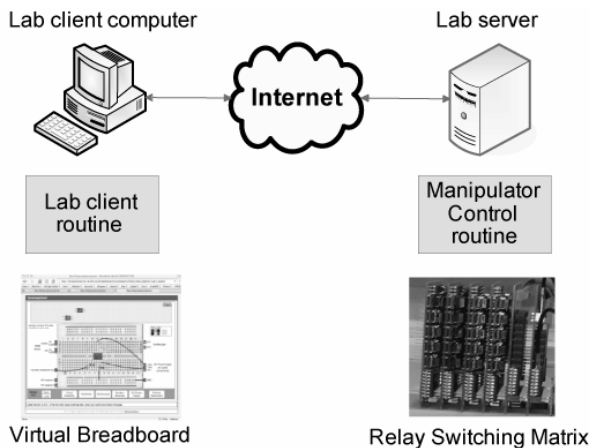 Lab client computer
Lab server
Internet
Lab client
routine
Manipulator
Control
routine
Virtual Breadboard
Relay Switching Matrix